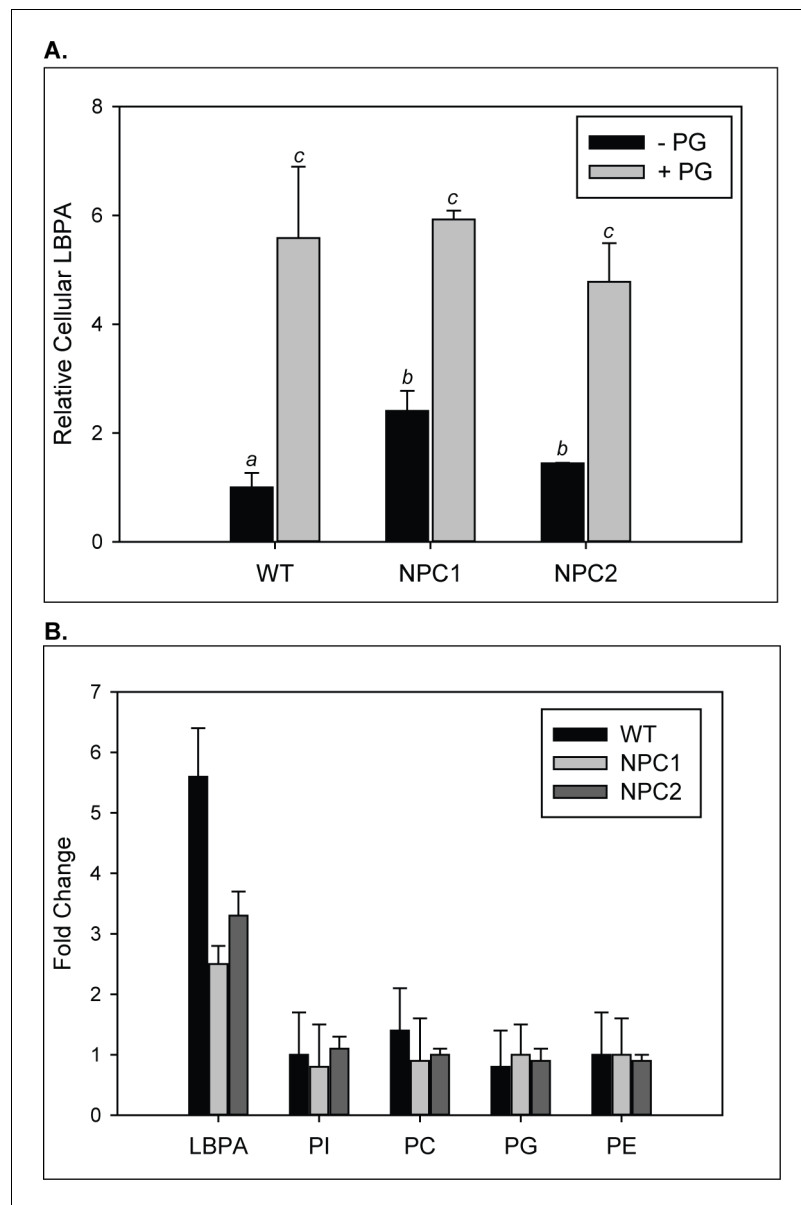 A.
Relative Cellular LBPA
8
6
4
2
0
- PG
+ PG
a
c
b
c
b
c
WT NPC1 NPC2
B.
Fold Change
7
6
5
4
3
2
1
0
WT
NPC1
NPC2
LBPA PI PC PG PE